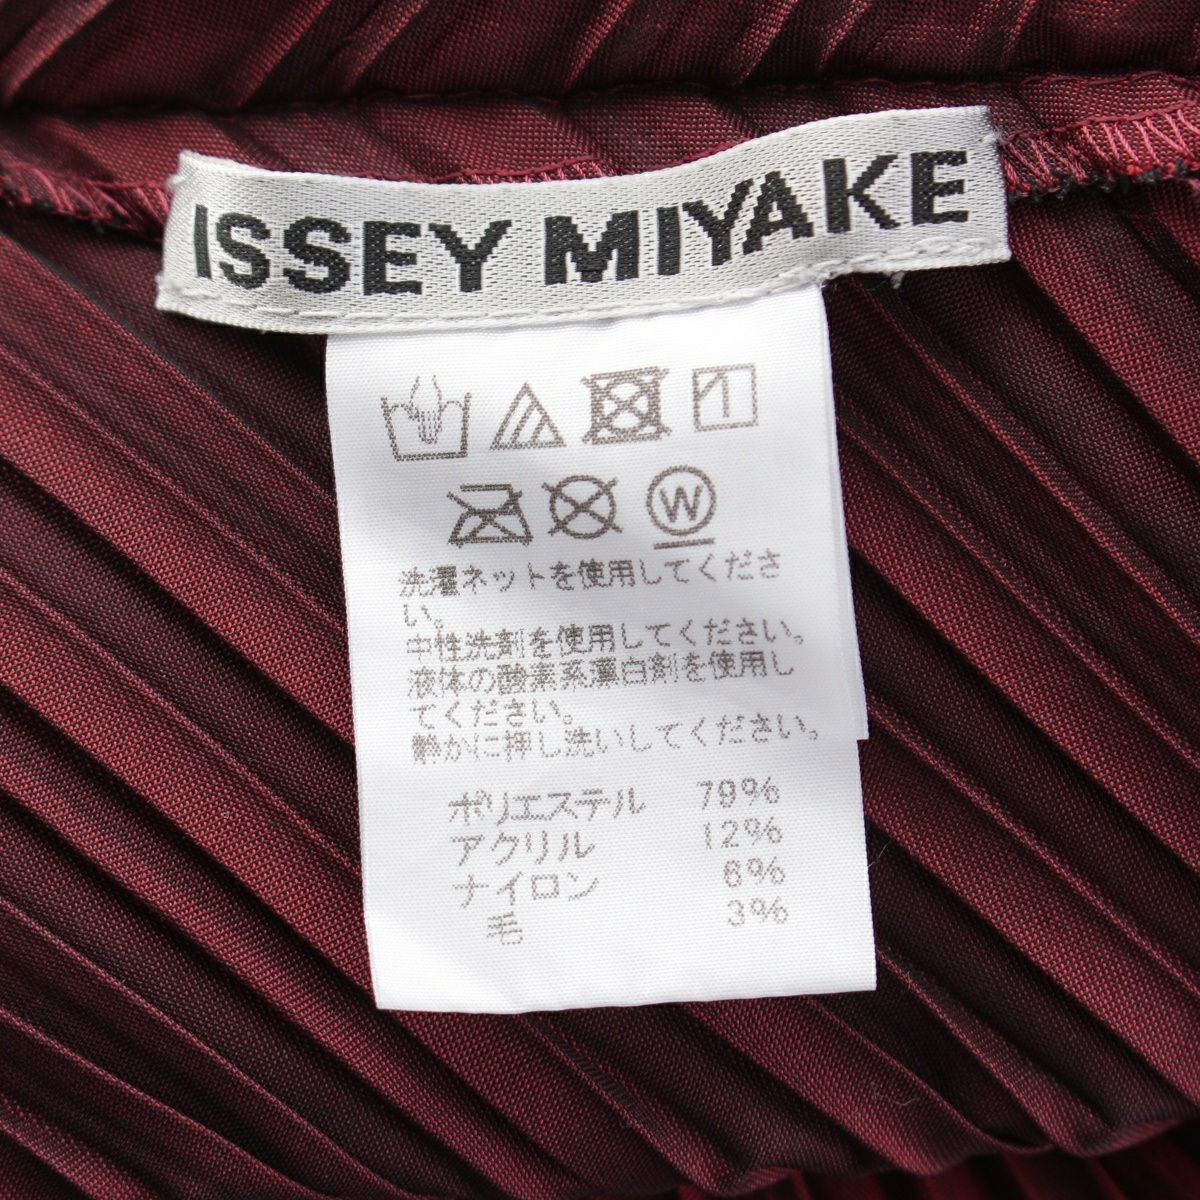 ISSEY MIYAKE
W
洗濯ネットを使用してくださ
い。
中性洗剤を使用してください。
液体の酸素系漂白剤を使用し
てください。
静かに押し洗いしてください。
ポリエステル 79%
アクリル 12%
ナイロン 6%
毛 3%